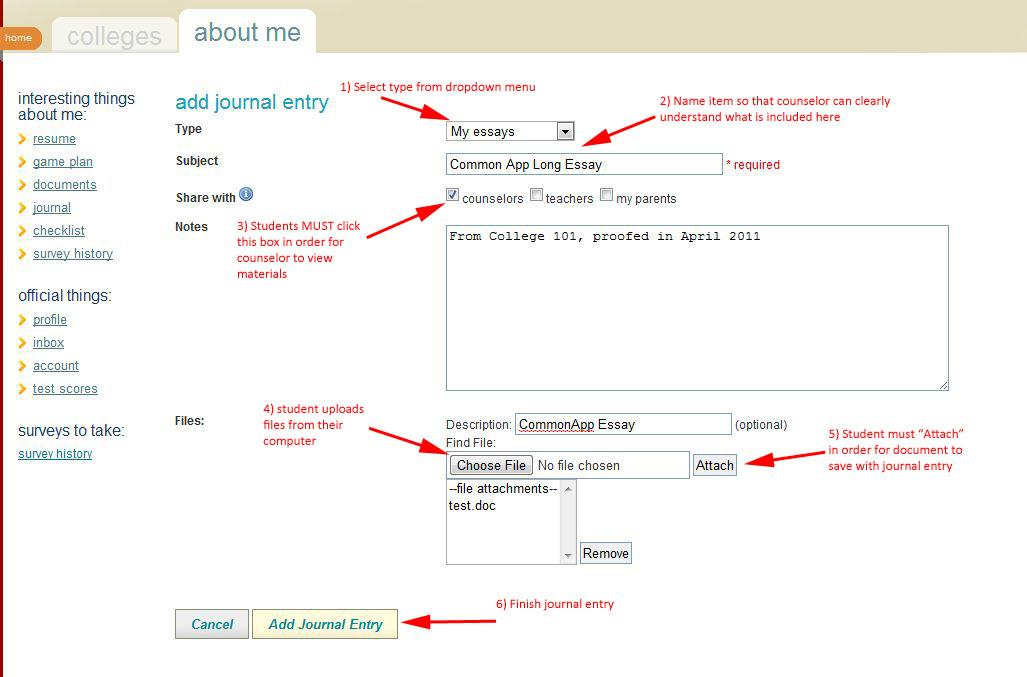 home
colleges
about me
interesting things
about me:
resume
game plan
documents
journal
checklist
survey history
official things:
profile
inbox
account
test scores
surveys to take:
survey history
add journal entry
1) Select type from dropdown menu
Type
My essays
2) Name item so that counselor can clearly
understand what is included here
Subject
Common App Long Essay
* required
Share with
counselors
teachers
my parents
3) Students MUST click
this box in order for
counselor to view
materials
Notes
From College 101, proofed in April 2011
4) student uploads
files from their
computer
Files:
Description:
CommonApp Essay
(optional)
Find File:
Choose File
No file chosen
Attach
5) Student must “Attach”
in order for document to
save with journal entry
--file attachments--
test.doc
Remove
6) Finish journal entry
Cancel
Add Journal Entry